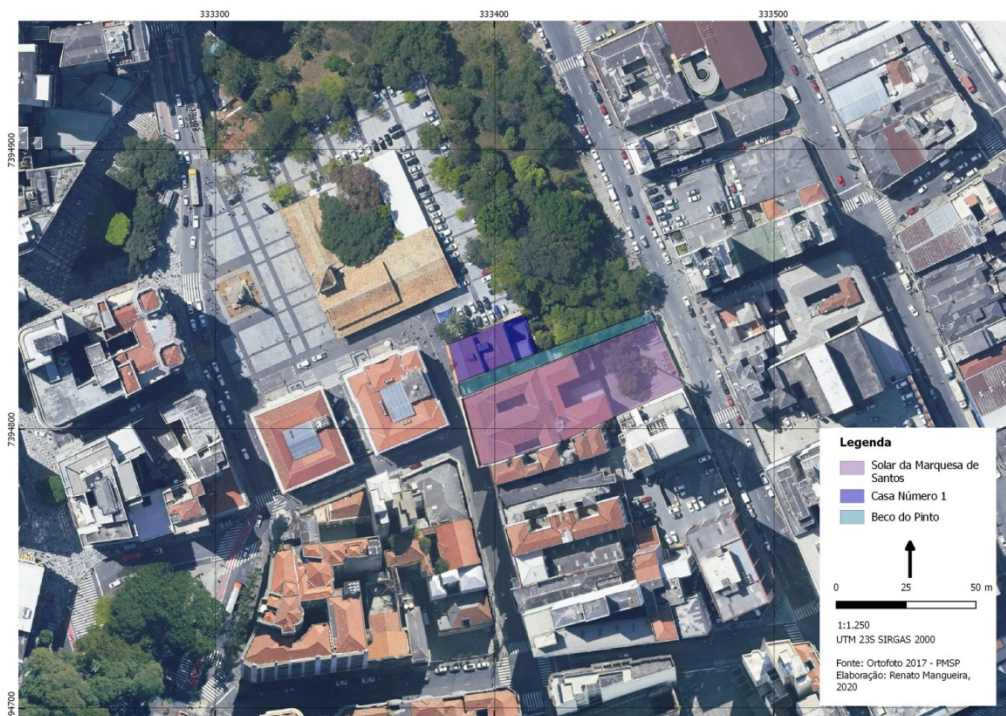 333300
333400
333500
7394900
7394800
94700
Legenda
Solar da Marquesa de
Santos
Casa Número 1
Beco do Pinto
0 25 50 m
1:1.250
UTM 23S SIRGAS 2000
Fonte: Ortofoto 2017 - PMSP
Elaboração: Renato Mangueira,
2020